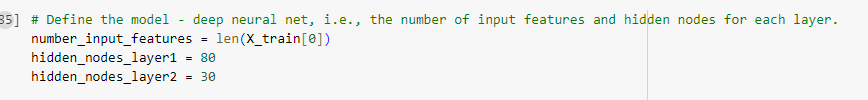 85] # Define the model - deep neural net, i.e., the number of input features and hidden nodes for each layer.
number_input_features = len(X_train[0])
hidden_nodes_layer1 = 80
hidden_nodes_layer2 = 30